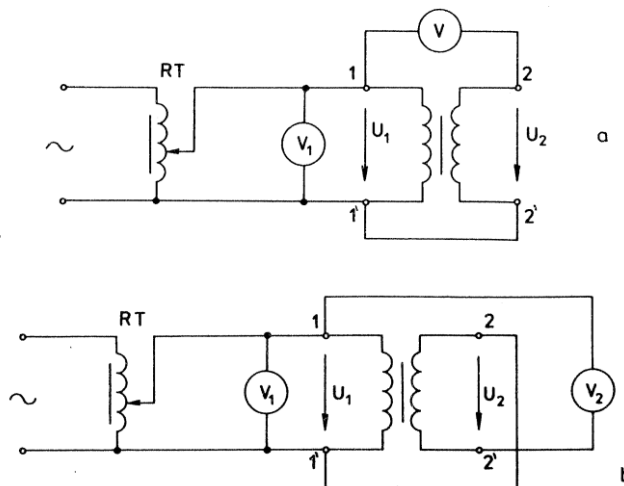 V
RT
1
2
V₁
U₁
U₂
a
~
1'
2'
RT
1
2
V₁
U₁
U₂
V₂
~
1'
2'
b